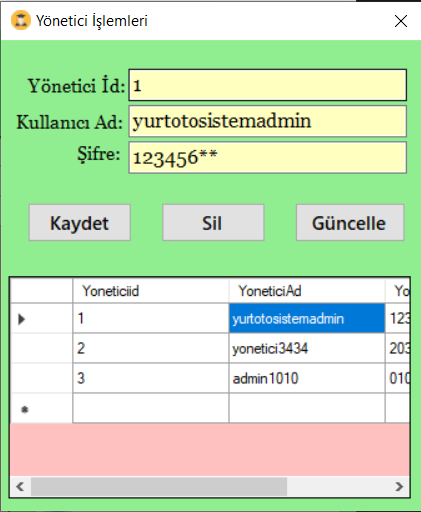 Yönetici İşlemleri
Yönetici İd: 1
Kullanıcı Ad: yurtotosistemadmin
Şifre: 123456**
Kaydet Sil Güncelle
Yoneticiid YoneticiAd Yo
1 yurtotosistemadmin 123
2 yonetici3434 203
3 admin1010 010